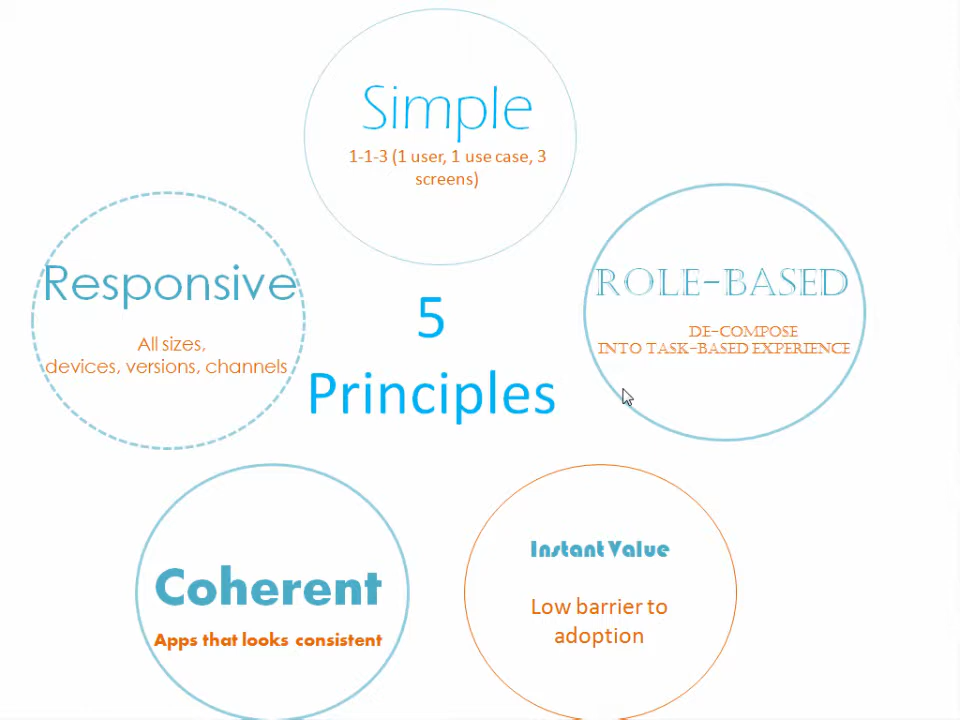 Simple
1-1-3 (1 user, 1 use case, 3
screens)
Responsive
All sizes,
devices, versions, channels
5
Principles
ROLE-BASED
DE-COMPOSE
INTO TASK-BASED EXPERIENCE
Coherent
Apps that looks consistent
Instant Value
Low barrier to
adoption